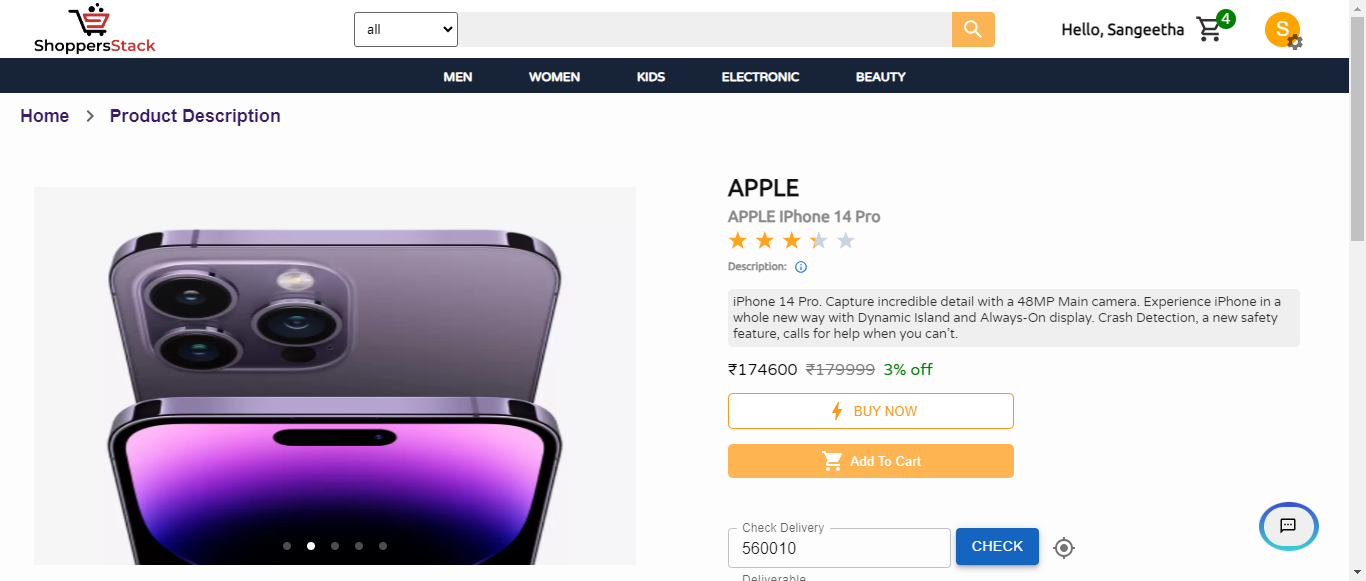 ShoppersStack
all
Hello, Sangeetha
4
S
MEN WOMEN KIDS ELECTRONIC BEAUTY
Home > Product Description
APPLE
APPLE IPhone 14 Pro
Description:
iPhone 14 Pro. Capture incredible detail with a 48MP Main camera. Experience iPhone in a
whole new way with Dynamic Island and Always-On display. Crash Detection, a new safety
feature, calls for help when you can't.
₹174600 ₹179999 3% off
BUY NOW
Add To Cart
Check Delivery
560010
CHECK
Deliverable